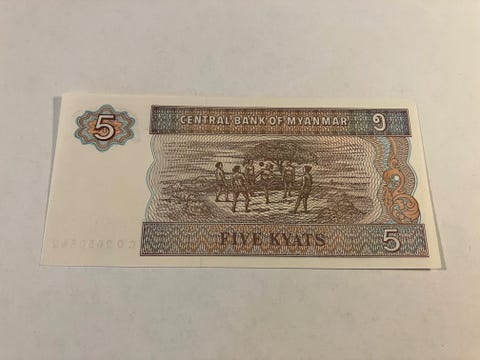 5 CENTRAL BANK OF MYANMAR ၅
FIVE KYATS 5